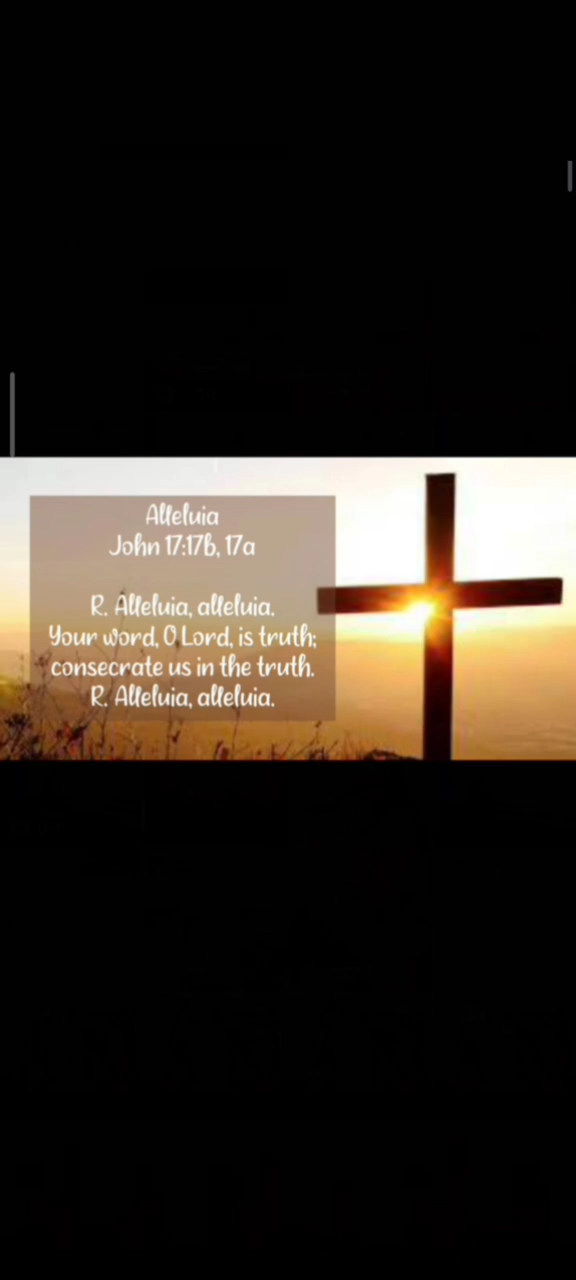 Alleluia
John 17:17b, 17a
R. Alleluia, alleluia.
Your word, O Lord, is truth;
consecrate us in the truth.
R. Alleluia, alleluia.